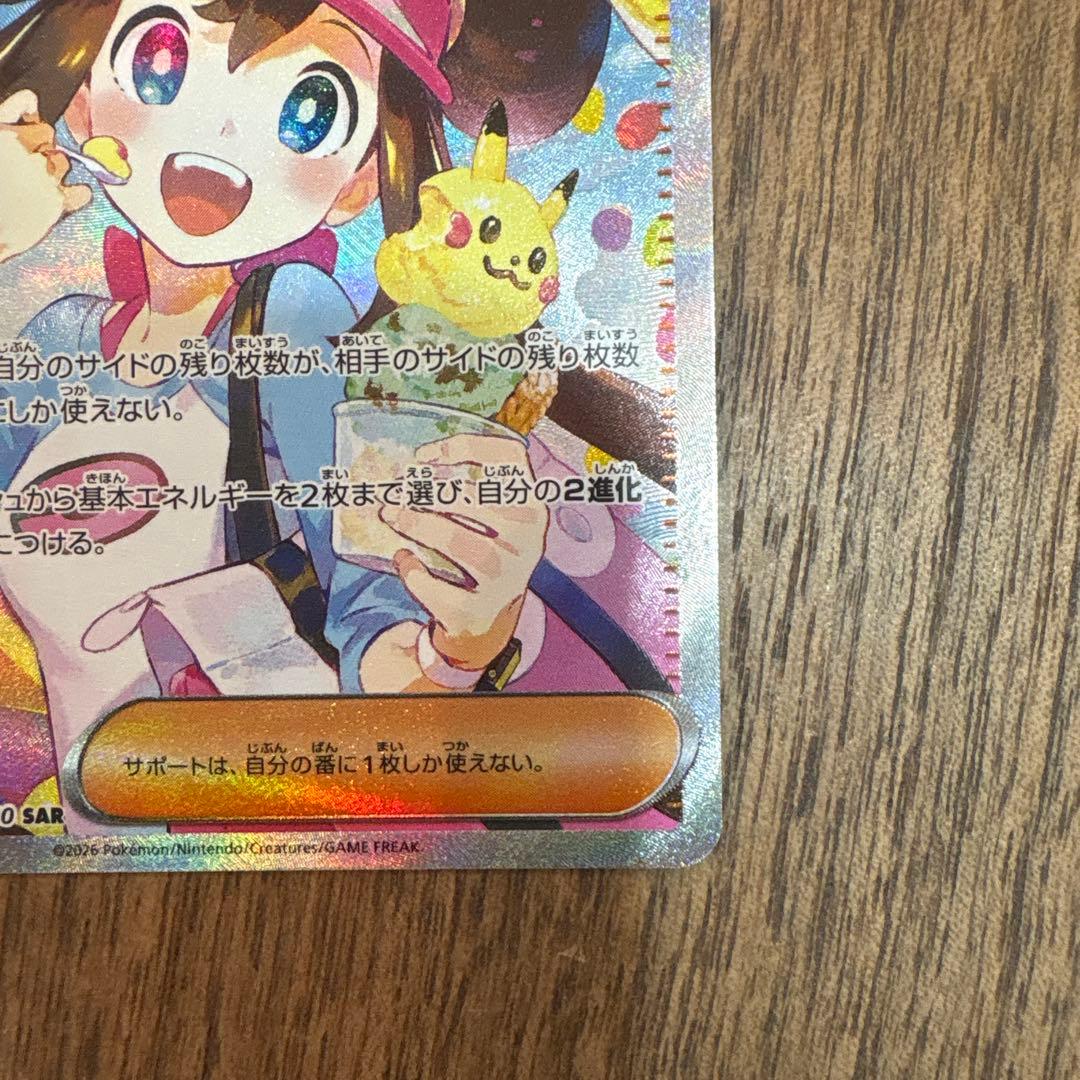 自分のサイドの残り枚数が、相手のサイドの残り枚数
にしか使えない。
ュから基本エネルギーを2枚まで選び、自分の2進化
につける。
サポートは、自分の番に1枚しか使えない。
0 SAR
©2026 Pokémon/Nintendo/Creatures/GAME FREAK.